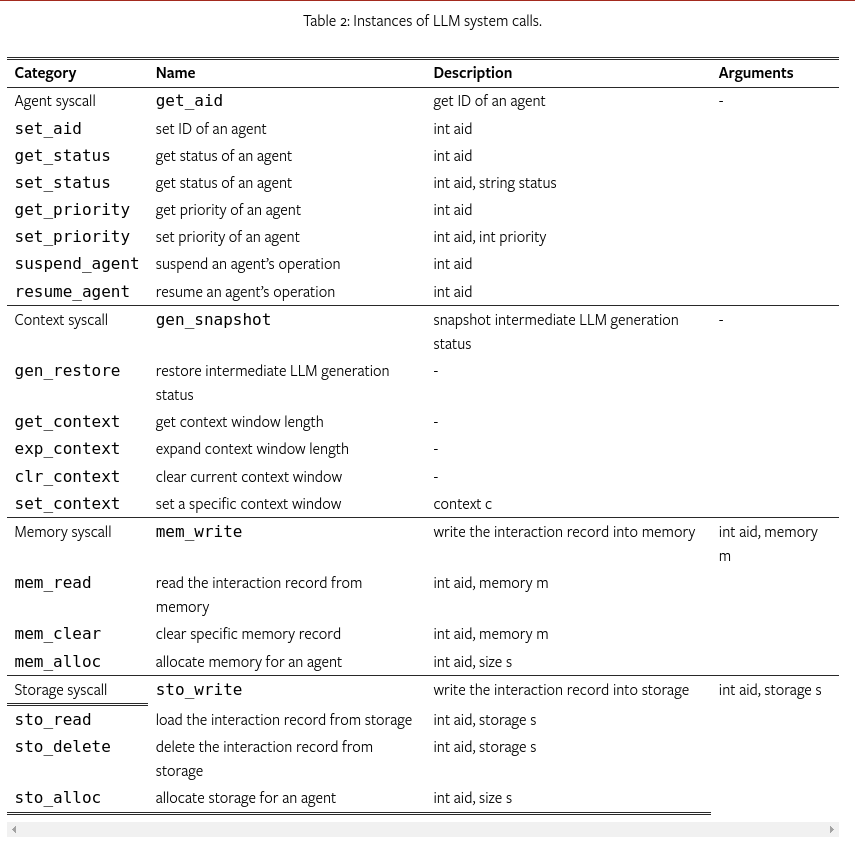 Table 2: Instances of LLM system calls.
Category Name Description Arguments
Agent syscall get_aid get ID of an agent -
set_aid set ID of an agent int aid
get_status get status of an agent int aid
set_status get status of an agent int aid, string status
get_priority get priority of an agent int aid
set_priority set priority of an agent int aid, int priority
suspend_agent suspend an agent's operation int aid
resume_agent resume an agent's operation int aid
Context syscall gen_snapshot snapshot intermediate LLM generation -
status
gen_restore restore intermediate LLM generation -
status
get_context get context window length -
exp_context expand context window length -
clr_context clear current context window -
set_context set a specific context window context c
Memory syscall mem_write write the interaction record into memory int aid, memory
m
mem_read read the interaction record from int aid, memory m
memory
mem_clear clear specific memory record int aid, memory m
mem_alloc allocate memory for an agent int aid, size s
Storage syscall sto_write write the interaction record into storage int aid, storage s
sto_read load the interaction record from storage int aid, storage s
sto_delete delete the interaction record from int aid, storage s
storage
sto_alloc allocate storage for an agent int aid, size s